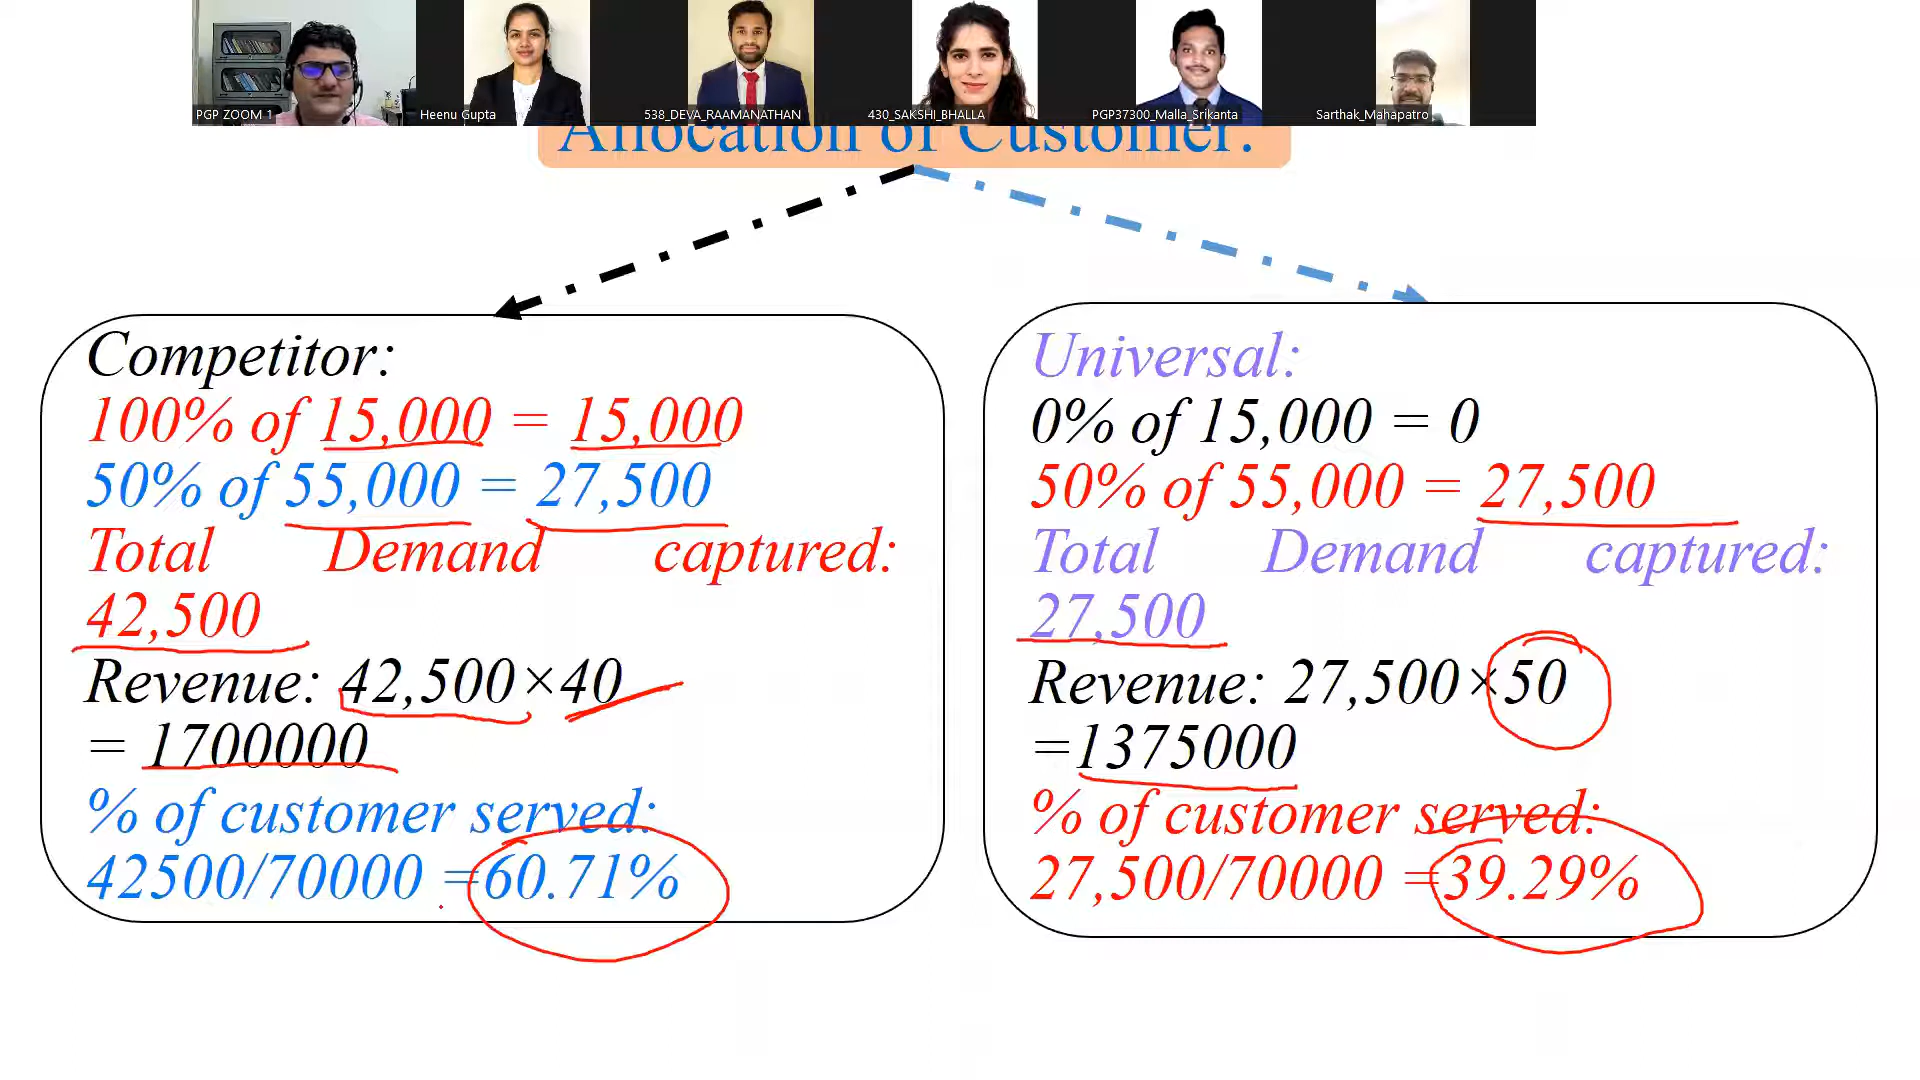 PGP ZOOM 1
Heenu Gupta
538_DEVA_RAAMANATHAN
430_SAKSHI_BHALLA
PGP37300_Malla_Srikanta
Sarthak_Mahapatro
Allocation of Customer:
Competitor:
100% of 15,000 = 15,000
50% of 55,000 = 27,500
Total Demand captured:
42,500
Revenue: 42,500×40
= 1700000
% of customer served:
42500/70000 =60.71%
Universal:
0% of 15,000 = 0
50% of 55,000 = 27,500
Total Demand captured:
27,500
Revenue: 27,500×50
=1375000
% of customer served:
27,500/70000 =39.29%